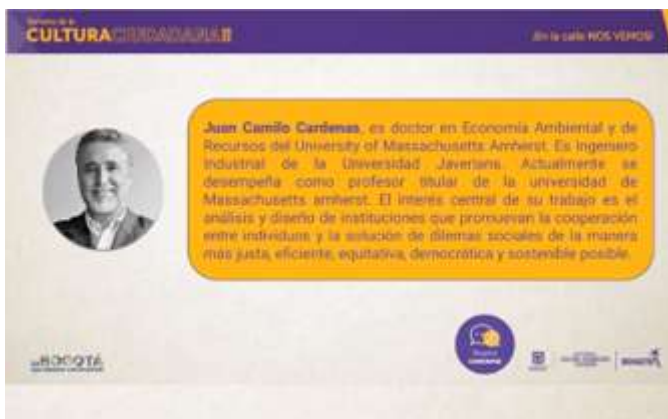 CULTURACIUDADANA
¡En la calle NOS VEMOS!
Juan Camilo Cardenas, es doctor en Economía Ambiental y de
Recursos del University of Massachusetts Amherst. Es Ingeniero
Industrial de la Universidad Javeriana. Actualmente se
desempeña como profesor titular de la universidad de
Massachusetts amherst. El interés central de su trabajo es el
análisis y diseño de instituciones que promuevan la cooperación
entre individuos y la solución de dilemas sociales de la manera
más justa, eficiente, equitativa, democrática y sostenible posible.
BOGOTÁ
BOGOTÁ